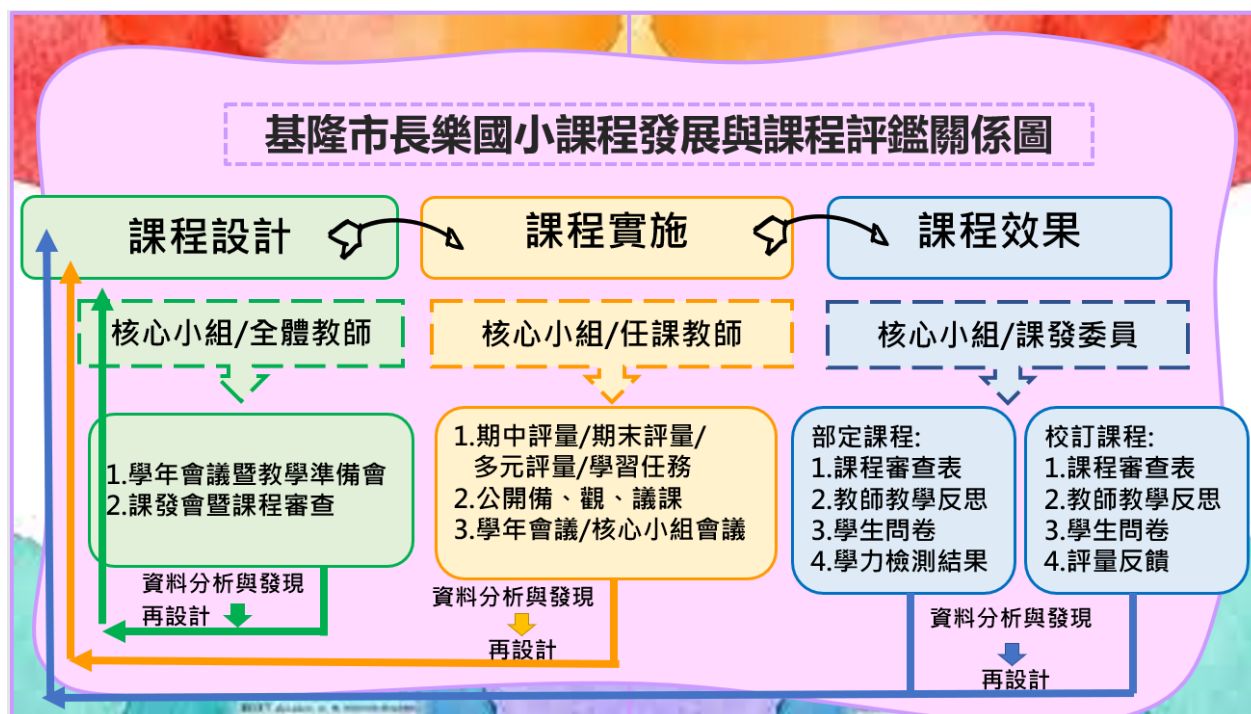 基隆市長樂國小課程發展與課程評鑑關係圖
課程設計
課程實施
課程效果
核心小組/全體教師
核心小組/任課教師
核心小組/課發委員
1.學年會議暨教學準備會
2.課發會暨課程審查
1.期中評量/期末評量/
多元評量/學習任務
2.公開備、觀、議課
3.學年會議/核心小組會議
部定課程:
1.課程審查表
2.教師教學反思
3.學生問卷
4.學力檢測結果
校訂課程:
1.課程審查表
2.教師教學反思
3.學生問卷
4.評量反饋
資料分析與發現
再設計
資料分析與發現
再設計
資料分析與發現
再設計